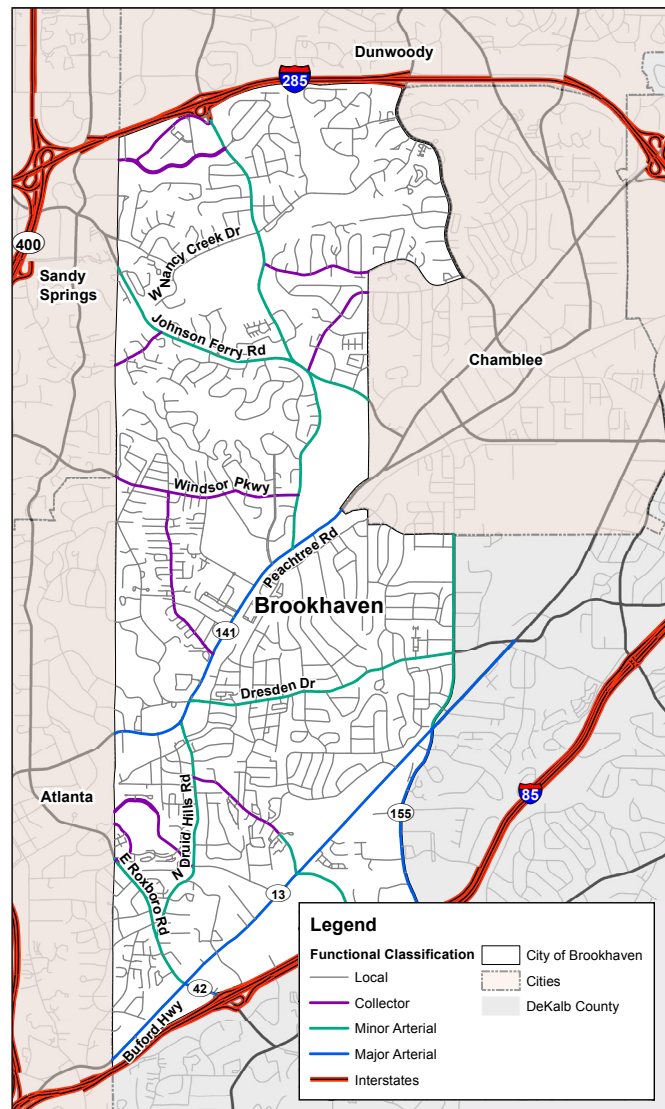 Dunwoody
285
400
W Nancy Creek Dr
Sandy
Springs
Johnson Ferry Rd
Chamblee
Windsor Pkwy
Peachtree Rd
Brookhaven
141
Dresden Dr
Atlanta
85
N Druid Hills Rd
155
E Roxboro Rd
13
42
Buford Hwy
Legend
Functional Classification
Local
Collector
Minor Arterial
Major Arterial
Interstates
City of Brookhaven
Cities
DeKalb County